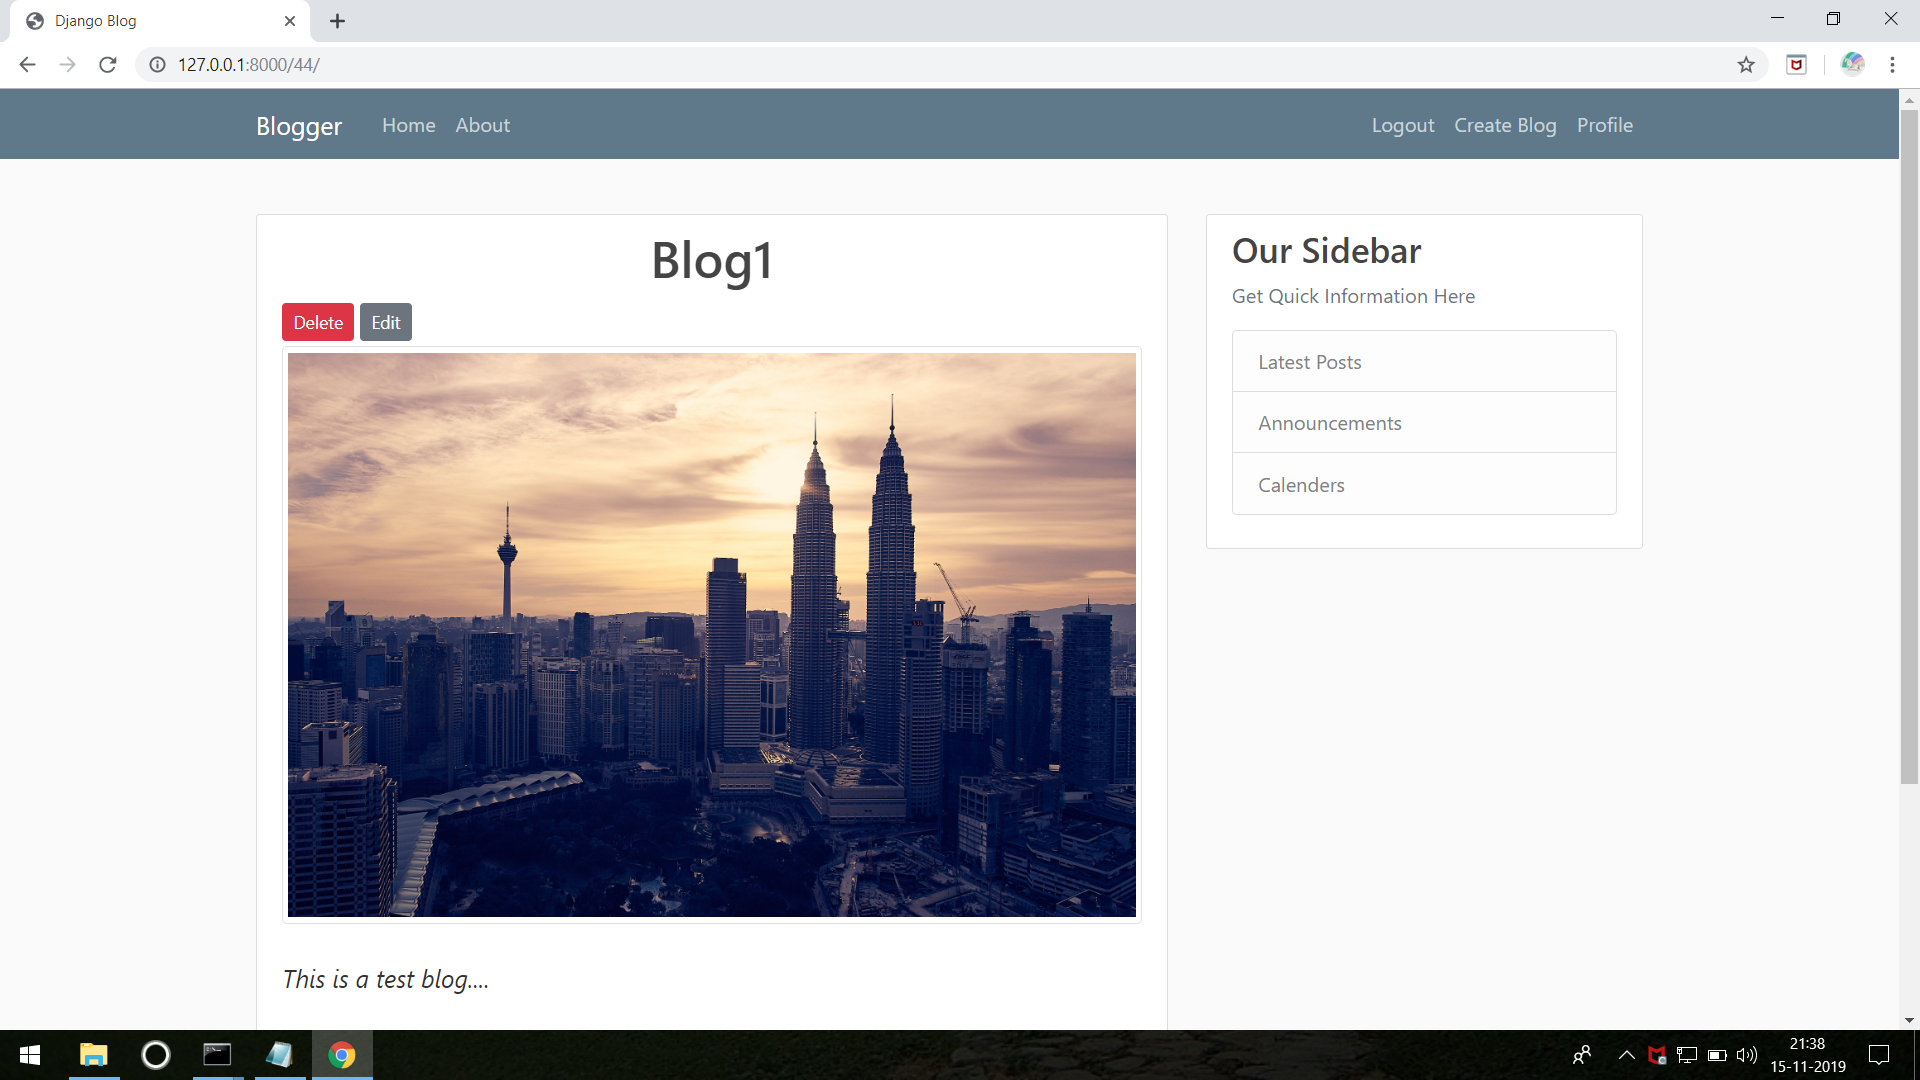 Django Blog
127.0.0.1:8000/44/
Blogger Home About Logout Create Blog Profile
Blog1
Delete Edit
This is a test blog....
Our Sidebar
Get Quick Information Here
Latest Posts
Announcements
Calenders
21:38
15-11-2019